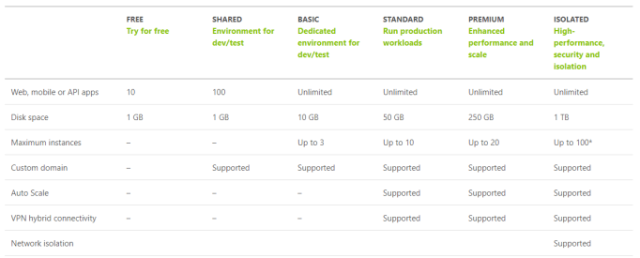 FREE SHARED BASIC STANDARD PREMIUM ISOLATED
Try for free Environment for Dedicated Run production Enhanced High-
dev/test environment for workloads performance and performance,
dev/test scale security and
isolation
Web, mobile or API apps 10 100 Unlimited Unlimited Unlimited Unlimited
Disk space 1 GB 1 GB 10 GB 50 GB 250 GB 1 TB
Maximum instances – – Up to 3 Up to 10 Up to 20 Up to 100*
Custom domain – Supported Supported Supported Supported Supported
Auto Scale – – – Supported Supported Supported
VPN hybrid connectivity – – – Supported Supported Supported
Network isolation Supported